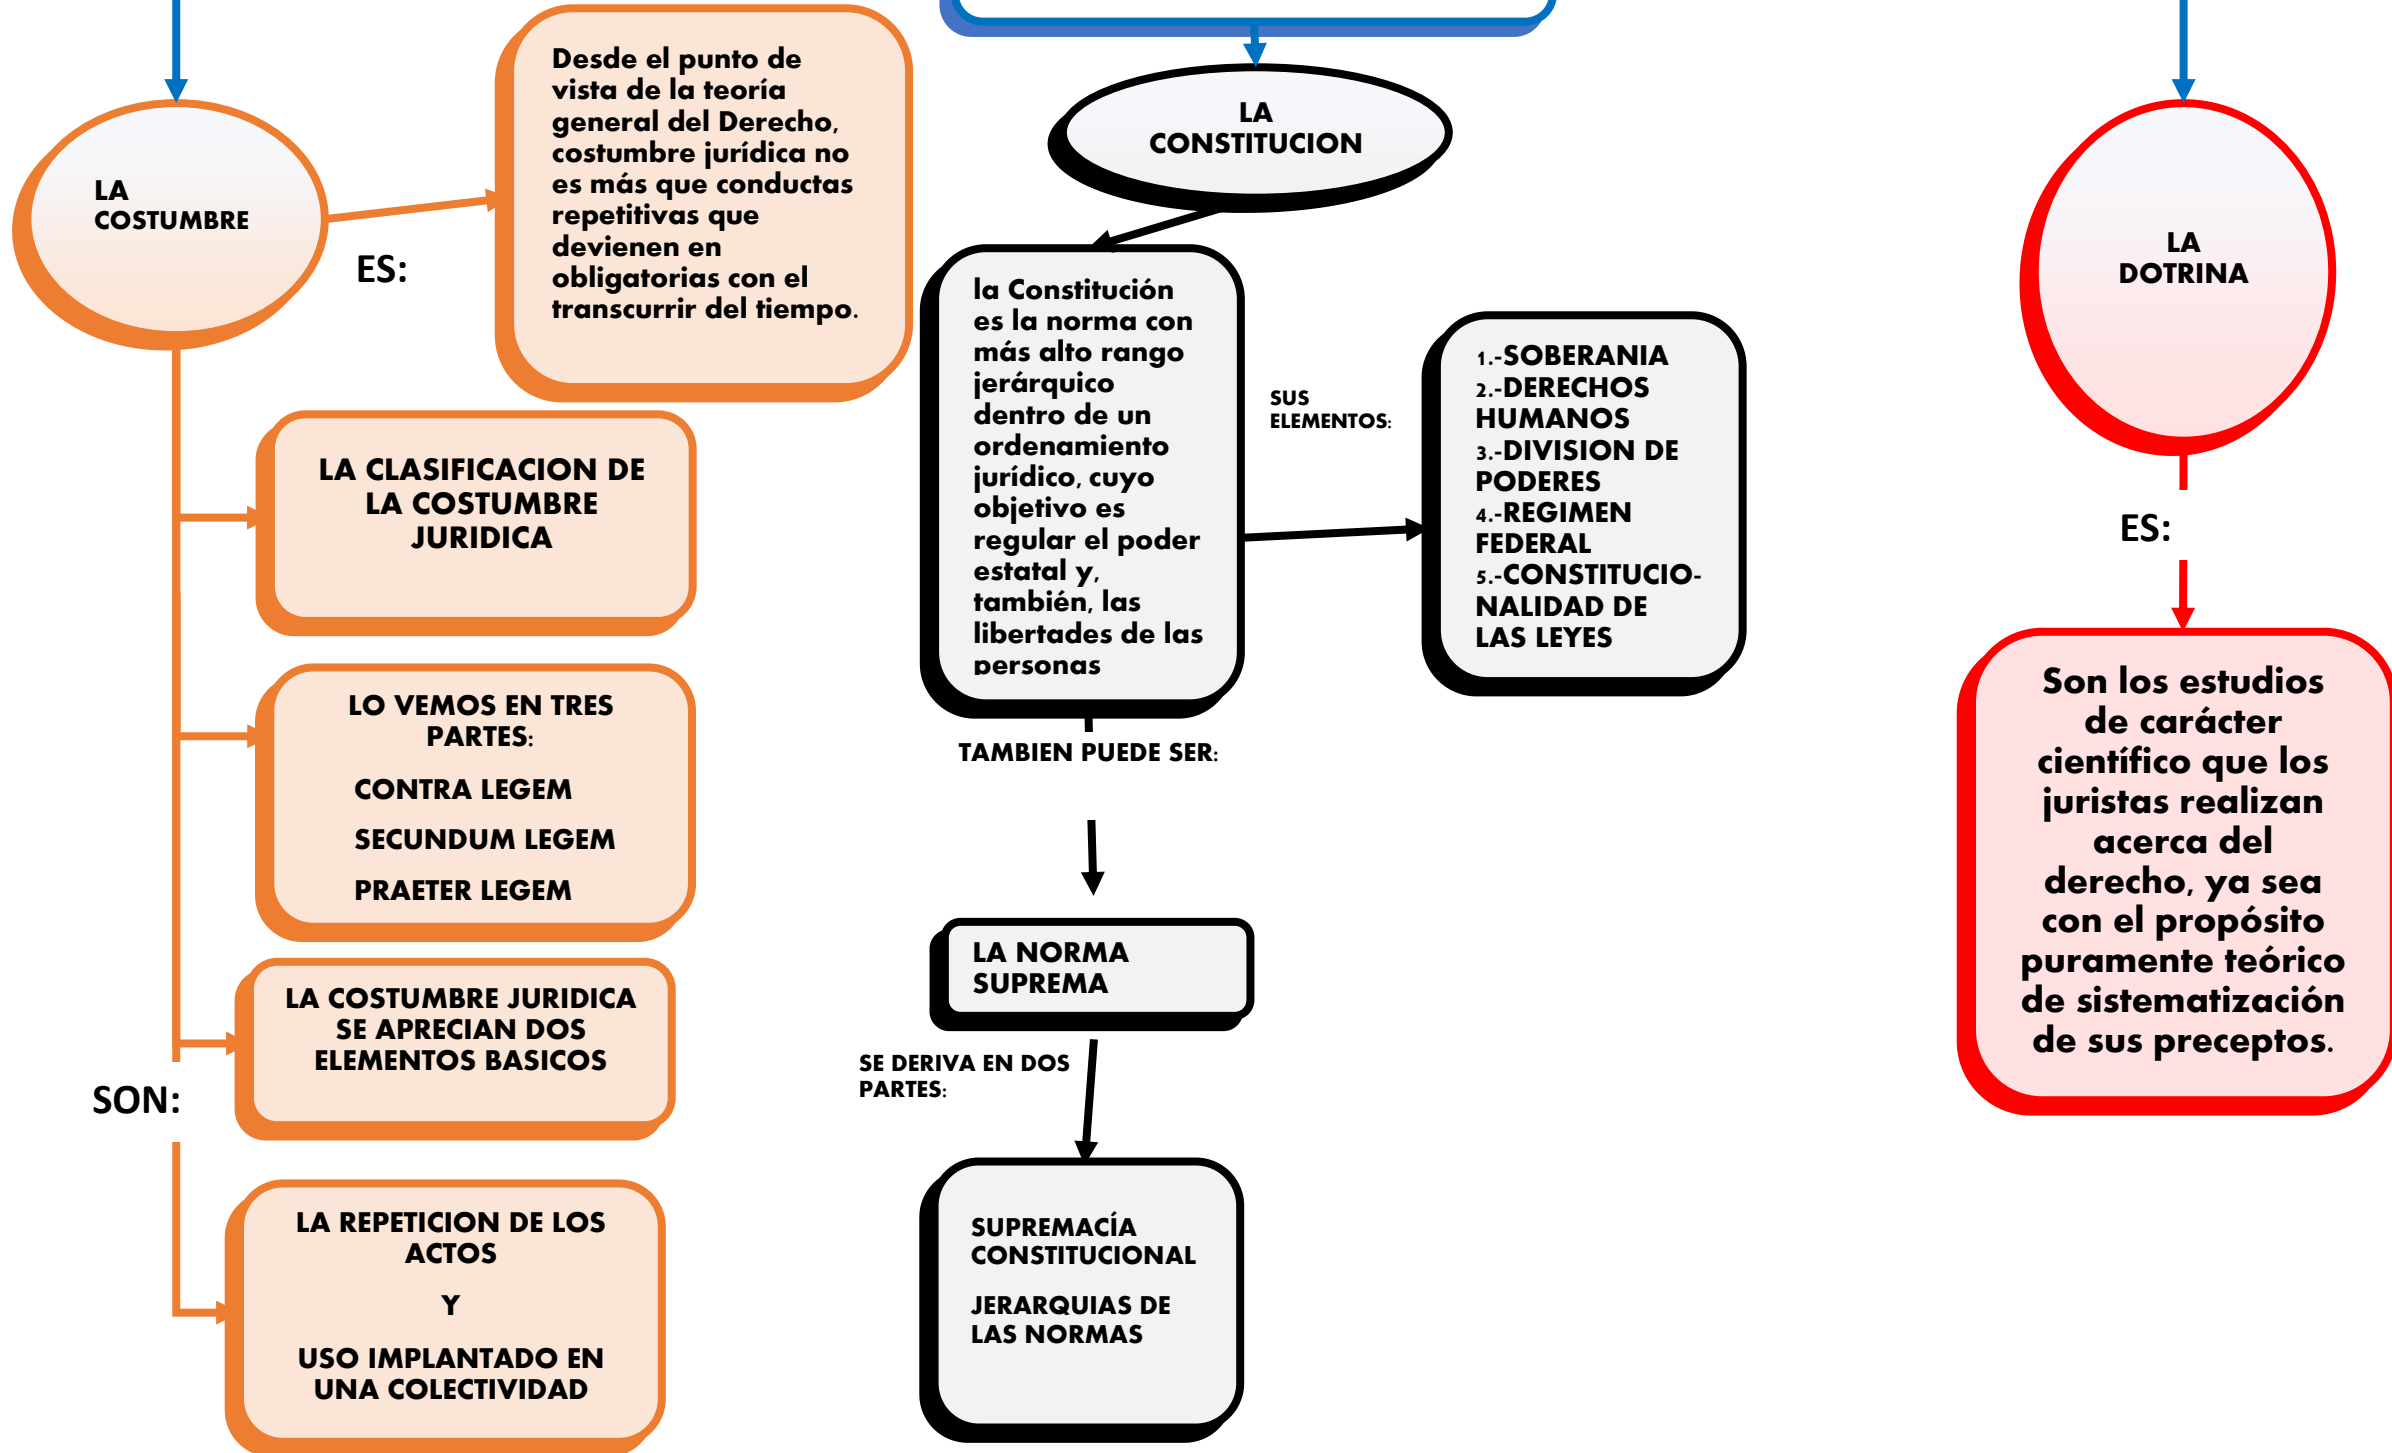 LA
COSTUMBRE
ES:
Desde el punto de
vista de la teoría
general del Derecho,
costumbre jurídica no
es más que conductas
repetitivas que
devienen en
obligatorias con el
transcurrir del tiempo.
LA CLASIFICACION DE
LA COSTUMBRE
JURIDICA
LO VEMOS EN TRES
PARTES:
CONTRA LEGEM
SECUNDUM LEGEM
PRAETER LEGEM
LA COSTUMBRE JURIDICA
SE APRECIAN DOS
ELEMENTOS BASICOS
SON:
LA REPETICION DE LOS
ACTOS
Y
USO IMPLANTADO EN
UNA COLECTIVIDAD
LA
CONSTITUCION
la Constitución
es la norma con
más alto rango
jerárquico
dentro de un
ordenamiento
jurídico, cuyo
objetivo es
regular el poder
estatal y,
también, las
libertades de las
personas
SUS
ELEMENTOS:
1.-SOBERANIA
2.-DERECHOS
HUMANOS
3.-DIVISION DE
PODERES
4.-REGIMEN
FEDERAL
5.-CONSTITUCIO-
NALIDAD DE
LAS LEYES
TAMBIEN PUEDE SER:
LA NORMA
SUPREMA
SE DERIVA EN DOS
PARTES:
SUPREMACÍA
CONSTITUCIONAL
JERARQUIAS DE
LAS NORMAS
LA
DOTRINA
ES:
Son los estudios
de carácter
científico que los
juristas realizan
acerca del
derecho, ya sea
con el propósito
puramente teórico
de sistematización
de sus preceptos.